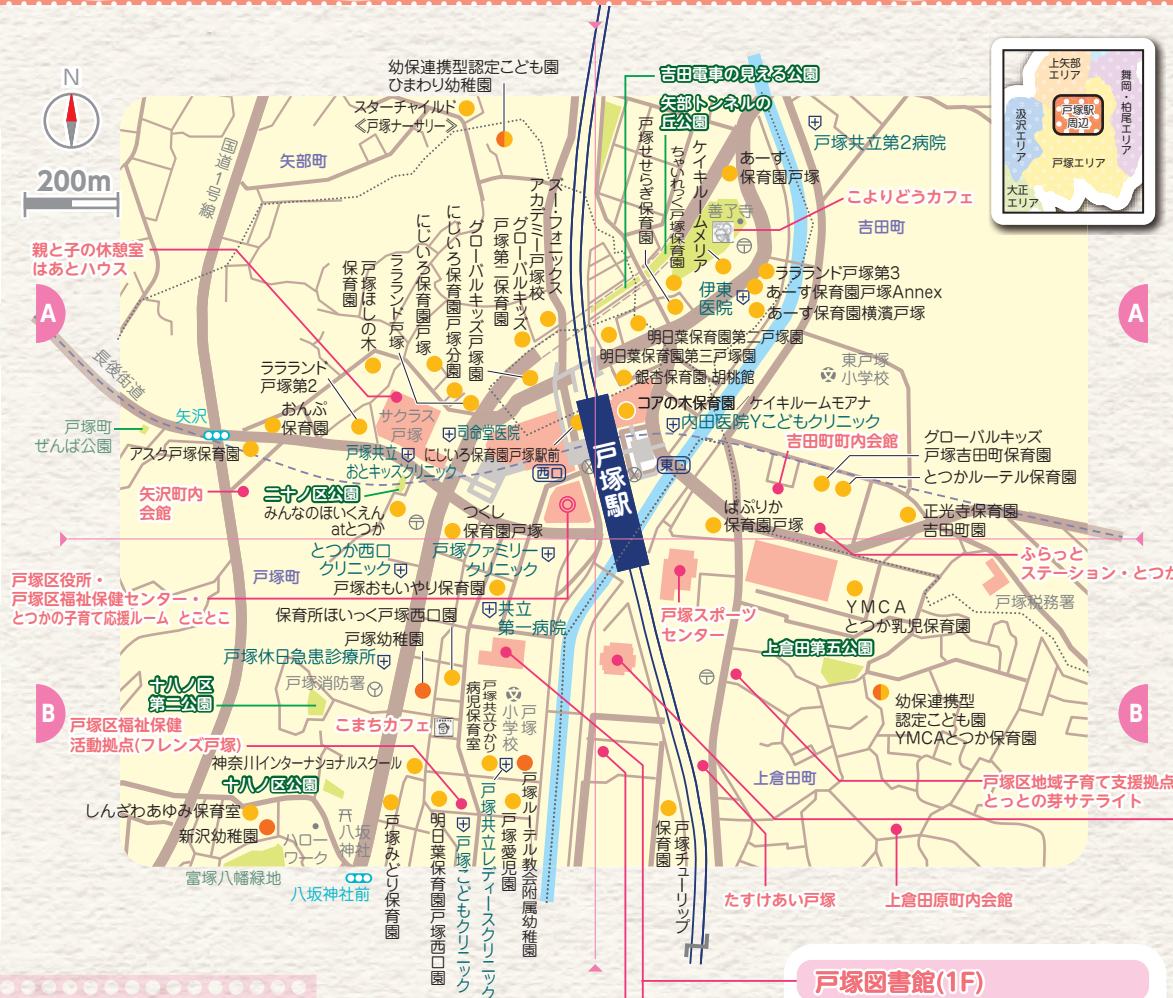 N
200m
国道1号線
矢部町
幼保連携型認定こども園
ひまわり幼稚園
スターチャイルド
≪戸塚ナーサリー≫
吉田電車の見える公園
矢部トンネルの
丘公園
戸塚共立第2病院
上矢部
エリア
舞岡・柏尾エリア
汲沢エリア
戸塚駅
周辺
戸塚エリア
大正
エリア
あーす
保育園戸塚
こよりどうカフェ
吉田町
善了寺
ケイキルームメリア
ちゃいれっく戸塚保育園
戸塚せせらぎ保育園
ズー・フォニックス
アカデミー戸塚校
グローバルキッズ
戸塚第二保育園
グローバルキッズ戸塚園
にじいろ保育園戸塚分園
にじいろ保育園戸塚
ララランド戸塚
戸塚ほしの木
保育園
親と子の休憩室
はあとハウス
A
A
伊東
医院
ララランド戸塚第3
あーす保育園戸塚Annex
あーす保育園横濱戸塚
明日葉保育園第二戸塚園
明日葉保育園第三戸塚園
銀杏保育園 胡桃館
東戸塚
小学校
長後街道
ララランド
戸塚第2
おんぷ
保育園
矢沢
戸塚町
ぜんば公園
アスク戸塚保育園
サクラス
戸塚
司命堂医院
戸塚共立
おとキッズクリニック
にじいろ保育園戸塚駅前
西口
戸塚駅
東口
コアの木保育園
ケイキルームモアナ
内田医院Yこどもクリニック
吉田町町内会館
グローバルキッズ
戸塚吉田町保育園
とつかルーテル保育園
矢沢町内
会館
二十ノ区公園
みんなのほいくえん
atとつか
つくし
保育園戸塚
ぱぷりか
保育園戸塚
正光寺保育園
吉田町園
とつか西口
クリニック
戸塚ファミリー
クリニック
ふらっと
ステーション・とつか
戸塚町
戸塚区役所・
戸塚区福祉保健センター・
とつかの子育て応援ルーム とことこ
戸塚おもいやり保育園
保育所ほいっく戸塚西口園
共立
第一病院
戸塚幼稚園
戸塚スポーツ
センター
YMCA
とつか乳児保育園
戸塚税務署
戸塚休日急患診療所
戸塚消防署
上倉田第五公園
十八ノ区
第二公園
B
B
戸塚区福祉保健
活動拠点(フレンズ戸塚)
こまちカフェ
戸塚共立ひかり
病児保育室
戸塚
小学校
幼保連携型
認定こども園
YMCAとつか保育園
神奈川インターナショナルスクール
十八ノ区公園
上倉田町
戸塚区地域子育て支援拠点
とっとの芽サテライト
しんざわあゆみ保育室
新沢幼稚園
ハロー
ワーク
八坂
神社
富塚八幡緑地
八坂神社前
戸塚みどり保育園
明日葉保育園戸塚西口園
戸塚こどもクリニック
戸塚共立レディースクリニック
戸塚愛児園
戸塚ルーテル教会附属幼稚園
戸塚チューリップ
保育園
たすけあい戸塚
上倉田原町内会館
戸塚図書館(1F)